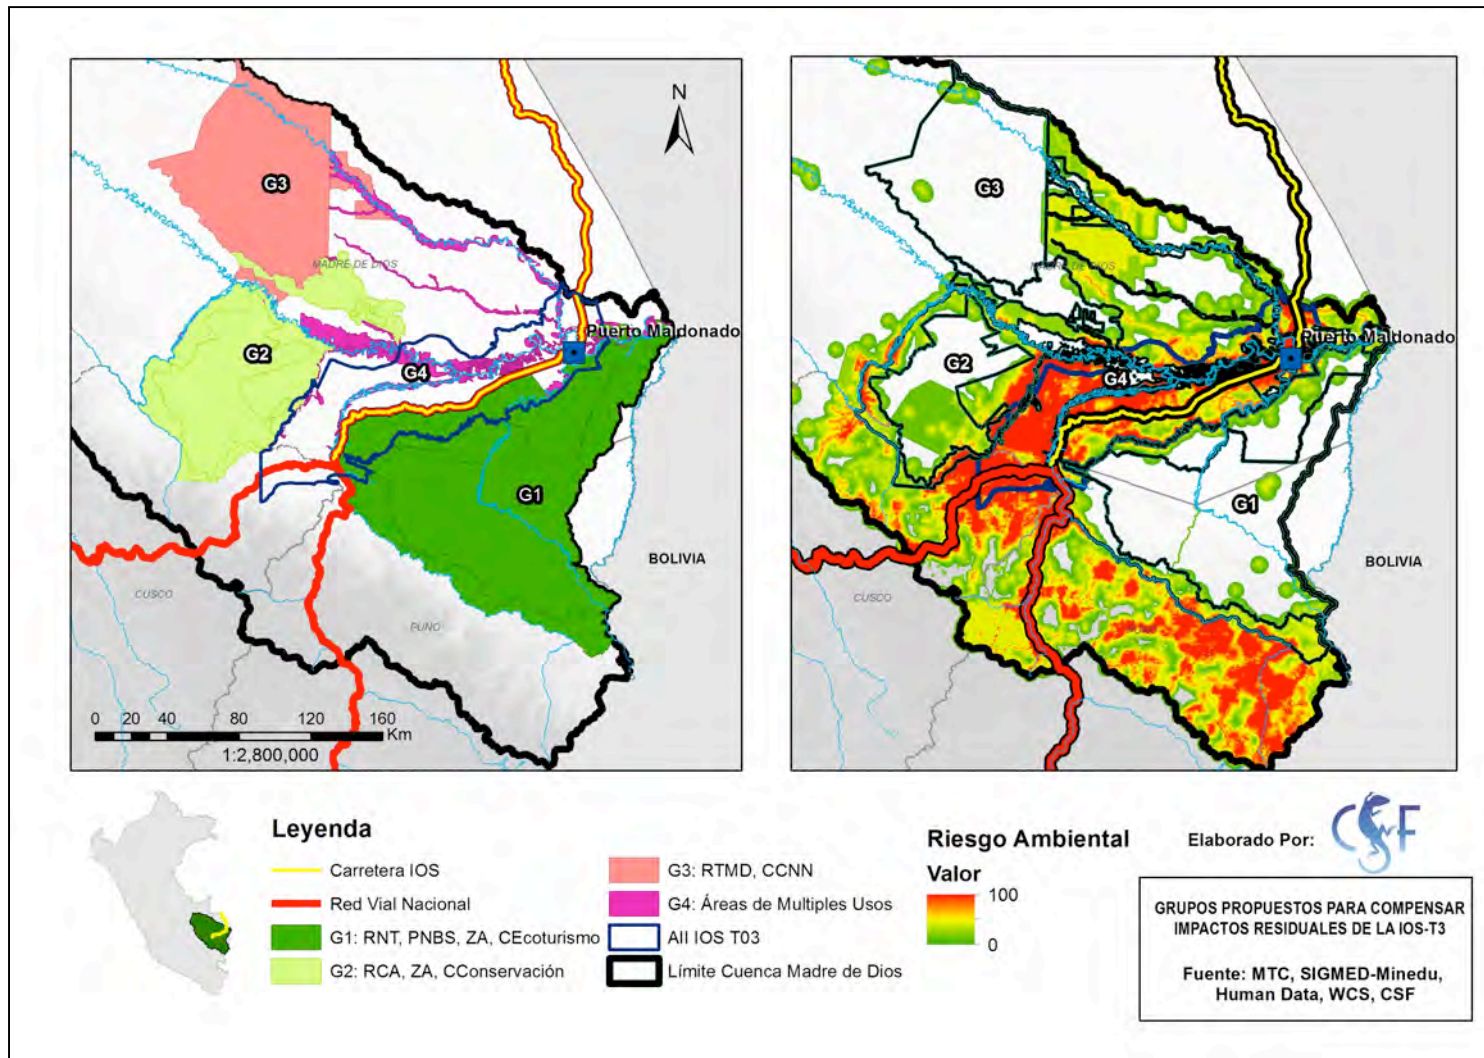 N
G3
MADRE DE DIOS
G2
G4
Puerto Maldonado
G1
BOLIVIA
CUSCO
PUNO
0 20 40 80 120 160
Km
1:2,800,000
G3
MADRE DE DIOS
G2
G4
Puerto Maldonado
G1
BOLIVIA
CUSCO
Leyenda
Carretera IOS
Red Vial Nacional
G1: RNT, PNBS, ZA, CEcoturismo
G2: RCA, ZA, CConservación
G3: RTMD, CCNN
G4: Áreas de Multiples Usos
AII IOS T03
Límite Cuenca Madre de Dios
Riesgo Ambiental
Valor
100
0
Elaborado Por:
CSF
GRUPOS PROPUESTOS PARA COMPENSAR
IMPACTOS RESIDUALES DE LA IOS-T3
Fuente: MTC, SIGMED-Minedu,
Human Data, WCS, CSF